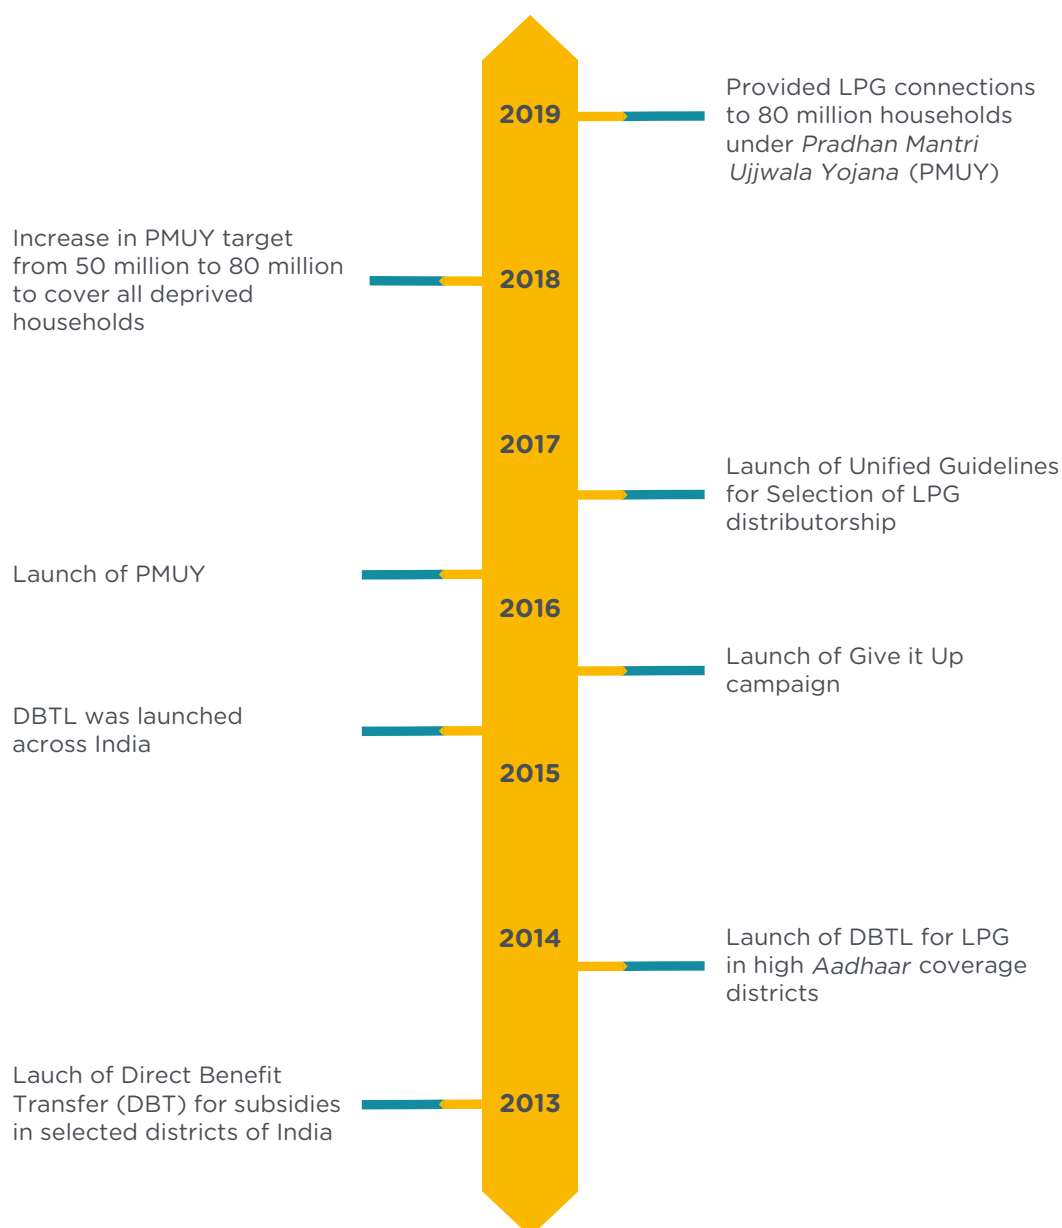 2019
Provided LPG connections
to 80 million households
under Pradhan Mantri
Ujjwala Yojana (PMUY)
Increase in PMUY target
from 50 million to 80 million
to cover all deprived
households
2018
2017
Launch of Unified Guidelines
for Selection of LPG
distributorship
Launch of PMUY
2016
Launch of Give it Up
campaign
DBTL was launched
across India
2015
2014
Launch of DBTL for LPG
in high Aadhaar coverage
districts
Lauch of Direct Benefit
Transfer (DBT) for subsidies
in selected districts of India
2013